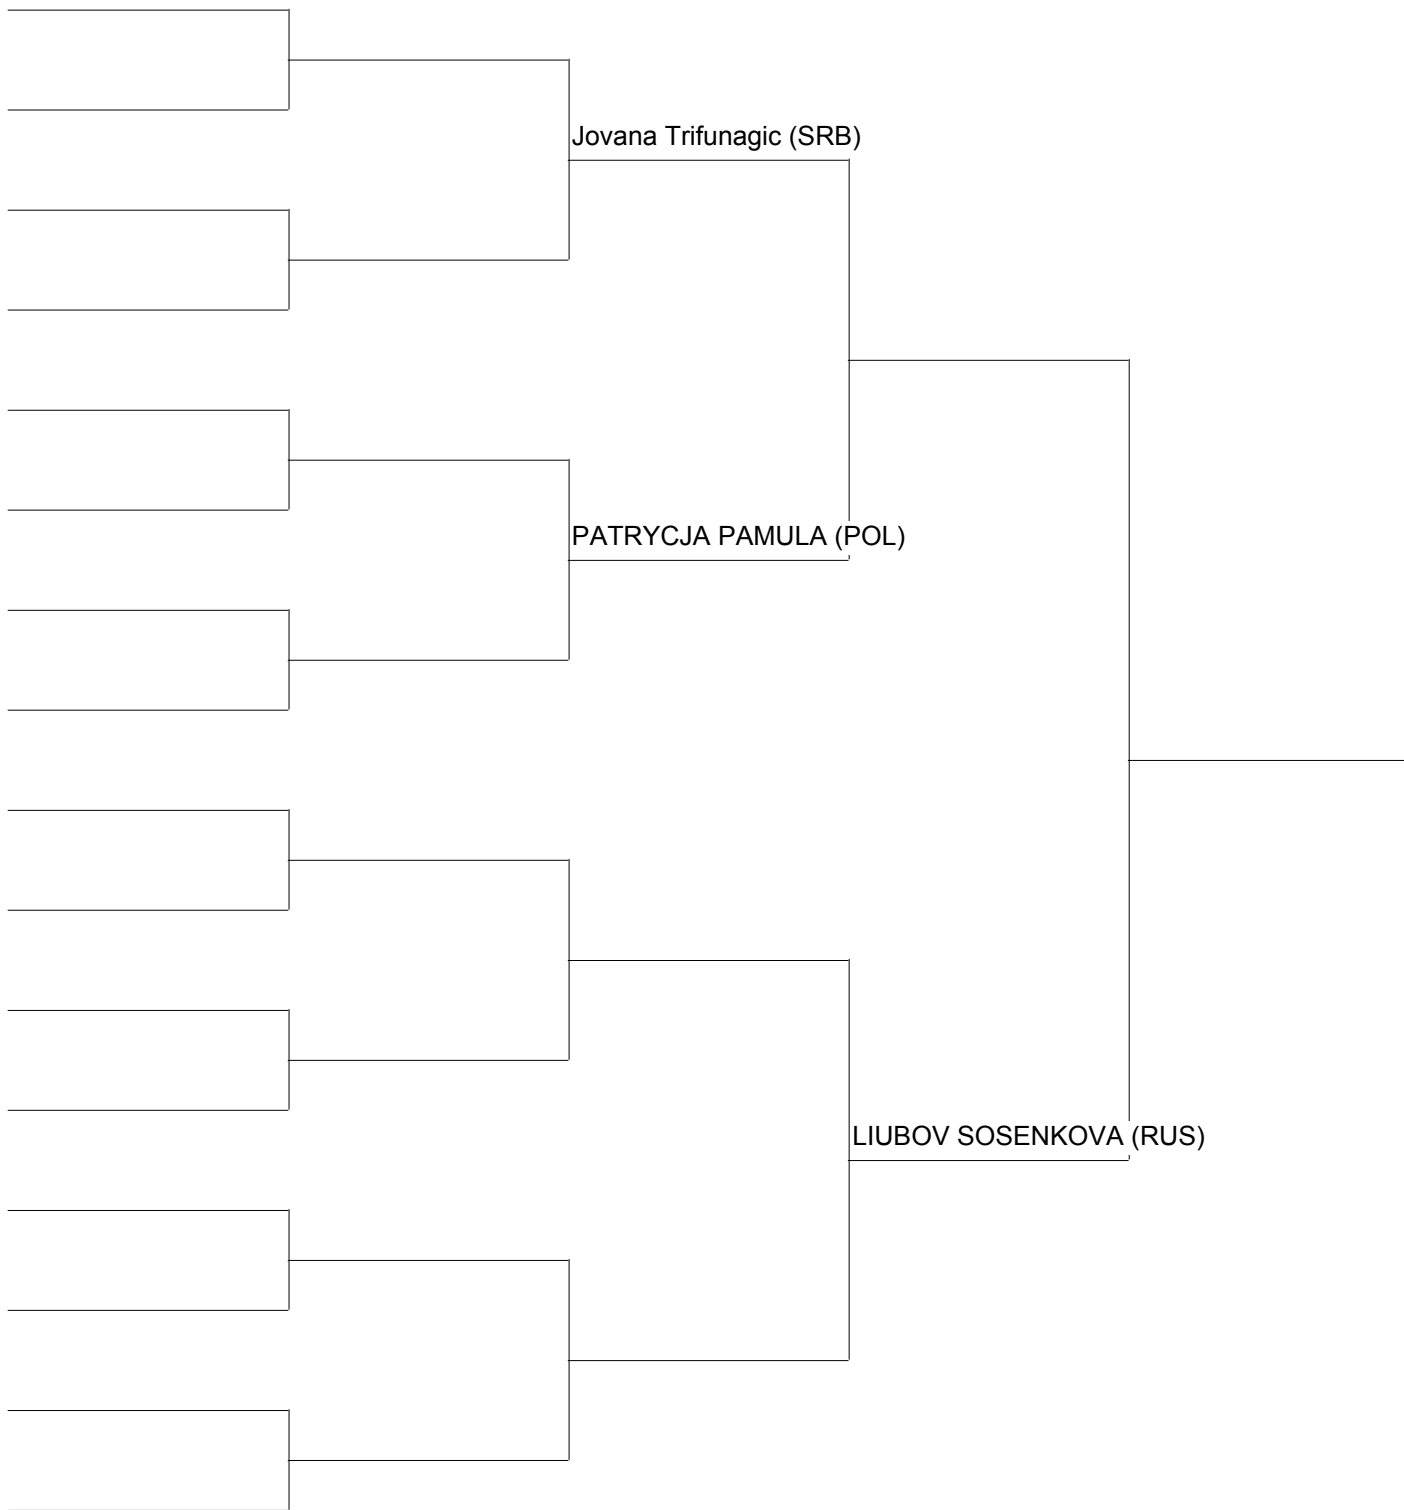 Jovana Trifunagic (SRB)
PATRYCJA PAMULA (POL)
LIUBOV SOSENKOVA (RUS)